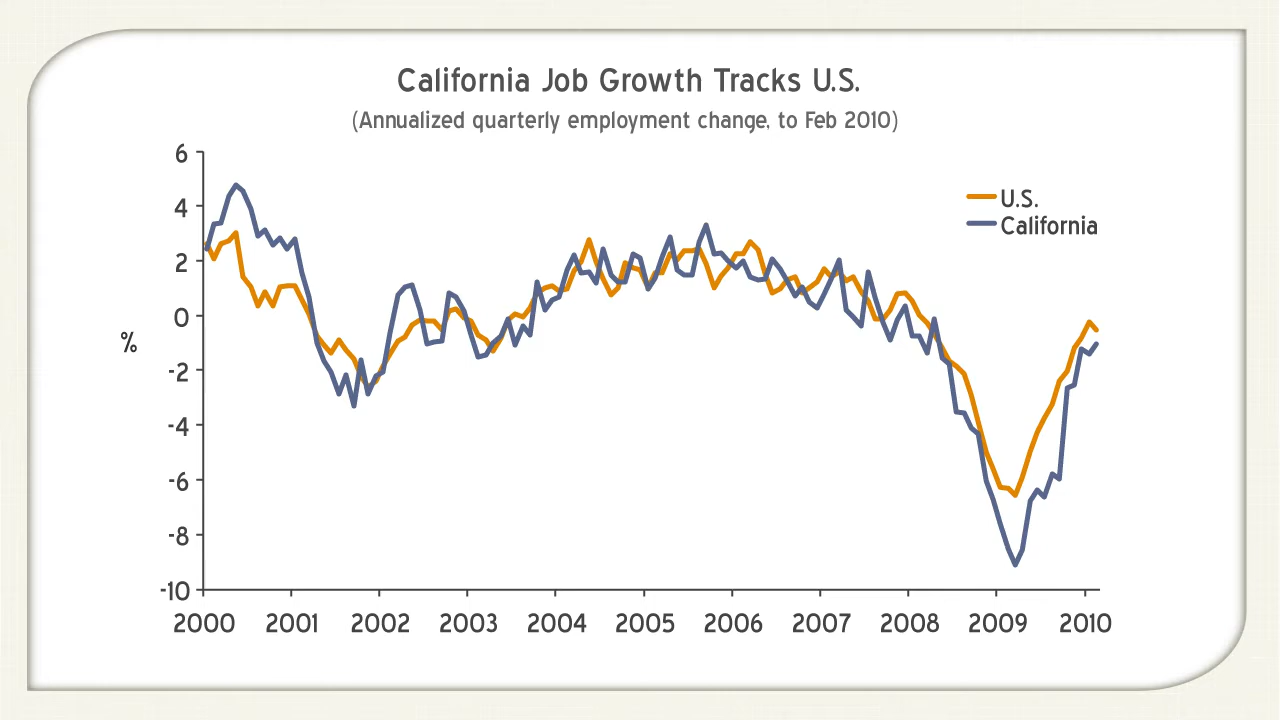 California Job Growth Tracks U.S.
(Annualized quarterly employment change, to Feb 2010)
6
4
2
0
-2
-4
-6
-8
-10
%
U.S.
California
2000 2001 2002 2003 2004 2005 2006 2007 2008 2009 2010